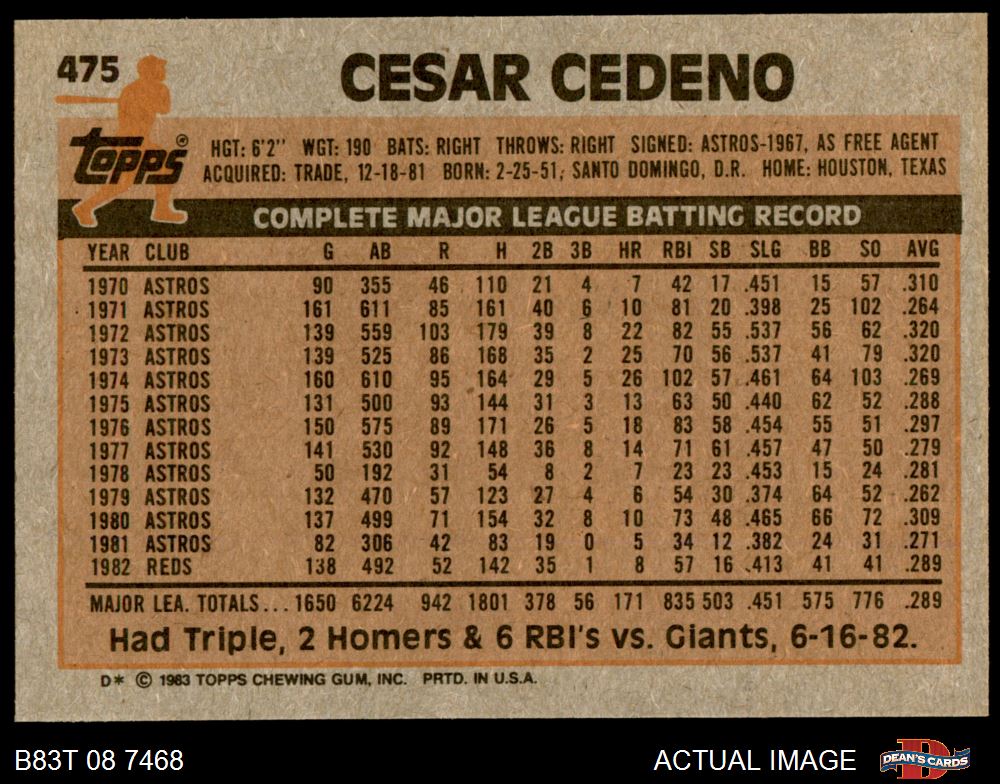 475 CESAR CEDENO
TOPPS®
HGT: 6'2" WGT: 190 BATS: RIGHT THROWS: RIGHT SIGNED: ASTROS-1967, AS FREE AGENT
ACQUIRED: TRADE, 12-18-81 BORN: 2-25-51, SANTO DOMINGO, D.R. HOME: HOUSTON, TEXAS
COMPLETE MAJOR LEAGUE BATTING RECORD
YEAR CLUB G AB R H 2B 3B HR RBI SB SLG BB SO AVG
1970 ASTROS 90 355 46 110 21 4 7 42 17 .451 15 57 .310
1971 ASTROS 161 611 85 161 40 6 10 81 20 .398 25 102 .264
1972 ASTROS 139 559 103 179 39 8 22 82 55 .537 56 62 .320
1973 ASTROS 139 525 86 168 35 2 25 70 56 .537 41 79 .320
1974 ASTROS 160 610 95 164 29 5 26 102 57 .461 64 103 .269
1975 ASTROS 131 500 93 144 31 3 13 63 50 .440 62 52 .288
1976 ASTROS 150 575 89 171 26 5 18 83 58 .454 55 51 .297
1977 ASTROS 141 530 92 148 36 8 14 71 61 .457 47 50 .279
1978 ASTROS 50 192 31 54 8 2 7 23 23 .453 15 24 .281
1979 ASTROS 132 470 57 123 27 4 6 54 30 .374 64 52 .262
1980 ASTROS 137 499 71 154 32 8 10 73 48 .465 66 72 .309
1981 ASTROS 82 306 42 83 19 0 5 34 12 .382 24 31 .271
1982 REDS 138 492 52 142 35 1 8 57 16 .413 41 41 .289
MAJOR LEA. TOTALS...1650 6224 942 1801 378 56 171 835 503 .451 575 776 .289
Had Triple, 2 Homers & 6 RBI's vs. Giants, 6-16-82.
D* © 1983 TOPPS CHEWING GUM, INC. PRTD. IN U.S.A.
B83T 08 7468 ACTUAL IMAGE D DEAN'S CARDS